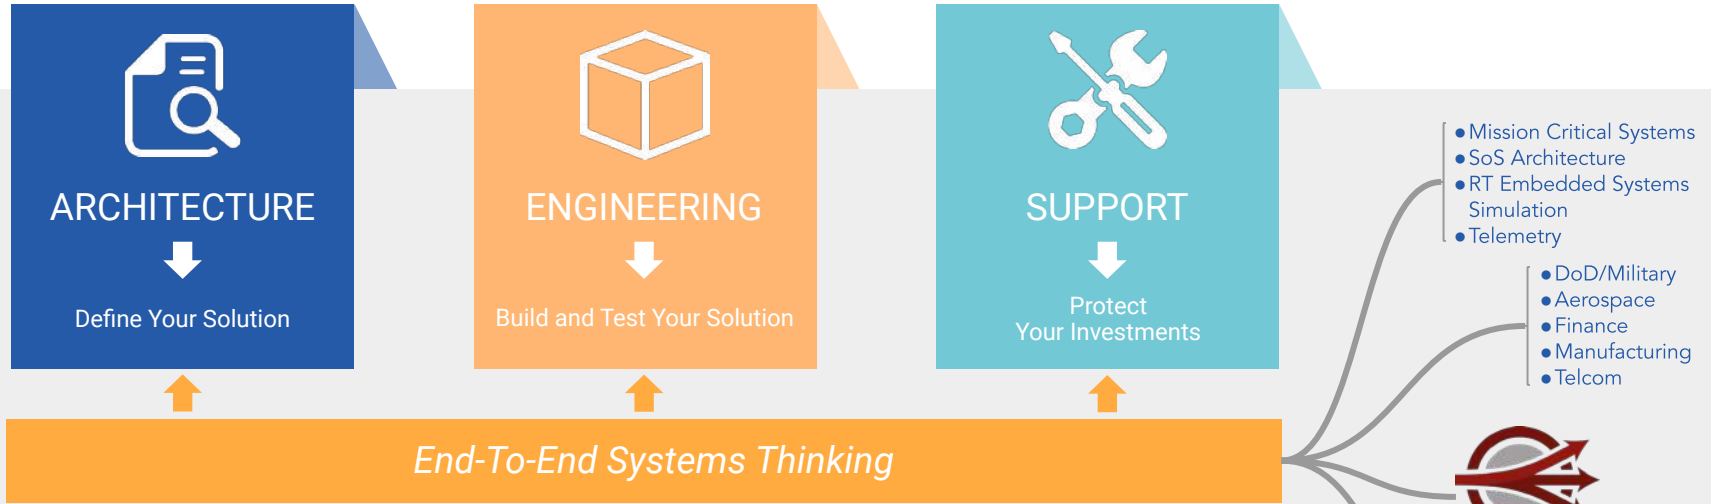 ARCHITECTURE
Define Your Solution
ENGINEERING
Build and Test Your Solution
SUPPORT
Protect
Your Investments
End-To-End Systems Thinking
● Mission Critical Systems
● SoS Architecture
● RT Embedded Systems
Simulation
● Telemetry
● DoD/Military
● Aerospace
● Finance
● Manufacturing
● Telcom